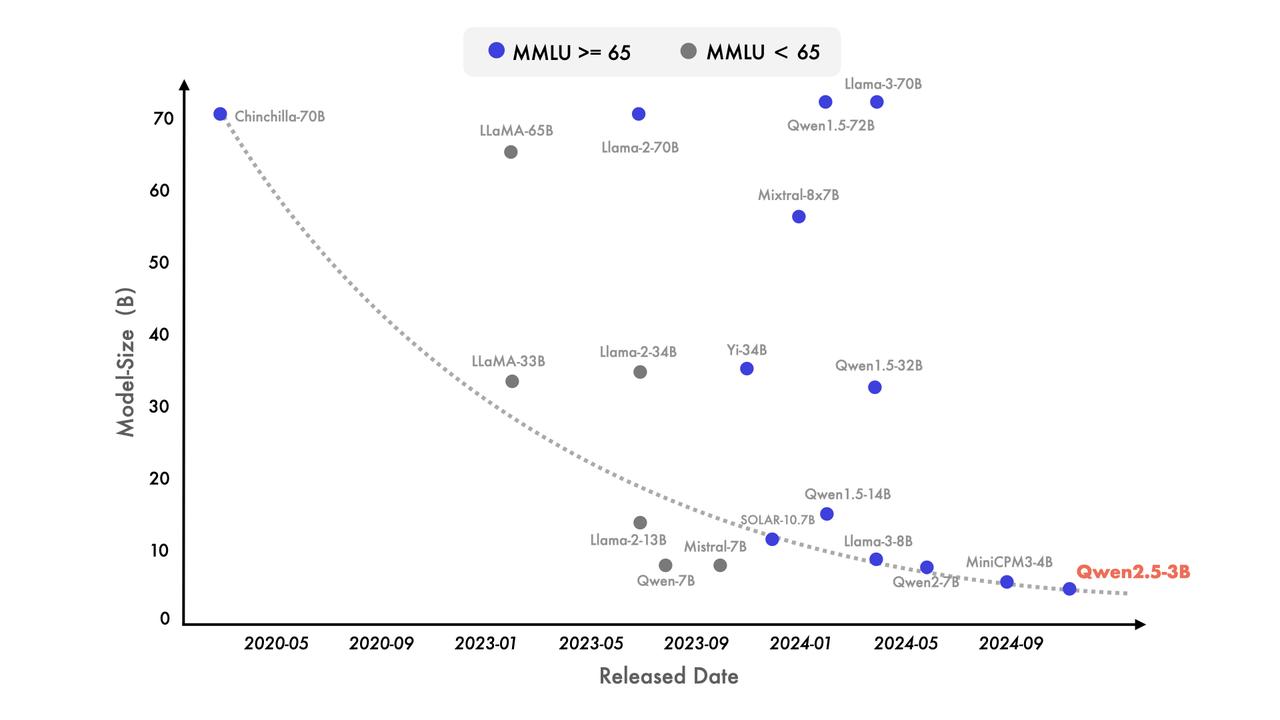 MMLU >= 65
MMLU < 65
Llama-3-70B
Chinchilla-70B
Qwen1.5-72B
LLaMA-65B
Llama-2-70B
Mixtral-8x7B
Yi-34B
Llama-2-34B
LLaMA-33B
Qwen1.5-32B
Qwen1.5-14B
SOLAR-10.7B
Llama-2-13B
Mistral-7B
Llama-3-8B
MiniCPM3-4B
Qwen2.5-3B
Qwen-7B
Qwen2-7B
70
60
50
40
30
20
10
0
Model-Size (B)
2020-05
2020-09
2023-01
2023-05
2023-09
2024-01
2024-05
2024-09
Released Date